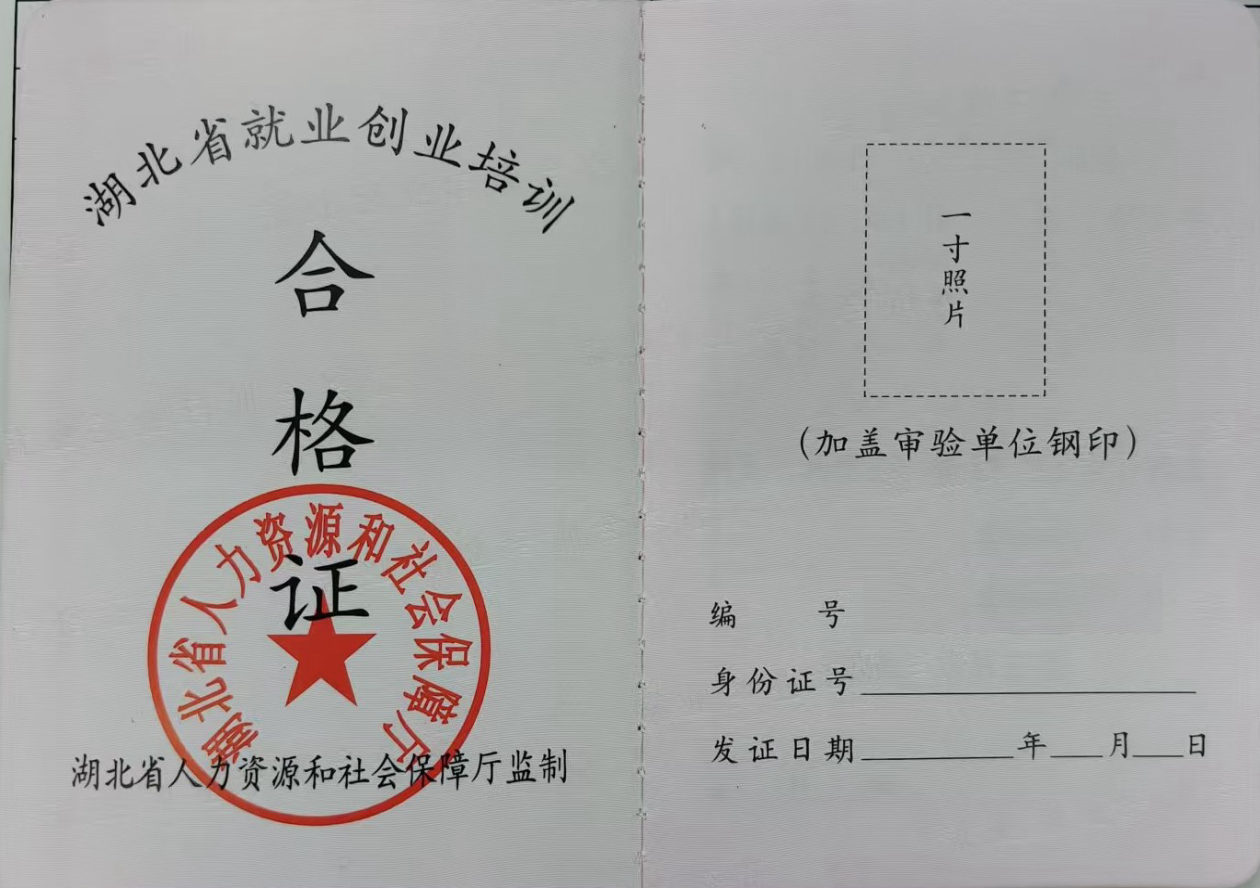 湖北省就业创业培训
合
格
证
湖北省人力资源和社会保障厅
湖北省人力资源和社会保障厅监制
一寸照片
(加盖审验单位钢印)
编 号
身份证号
发证日期 年 月 日